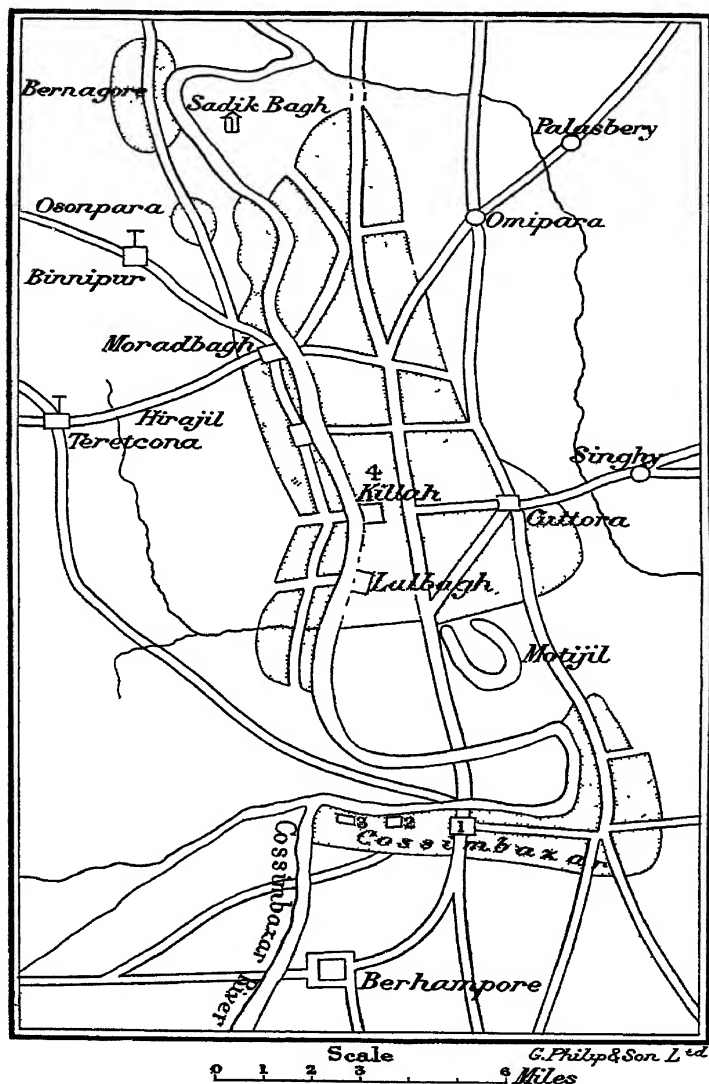 Bernagore
Sadik Bagh
Palasbery
Osonpara
Omipara
Binnipur
Moradbagh
Hirajil
Teretcona
Singhy
4
Killah
Cuttora
Lulbagh
Motijil
3 2 1
Cossimbazar
Cossimbazar River
Berhampore
Scale
G. Philip & Son Ltd
0 1 2 3 6 Miles